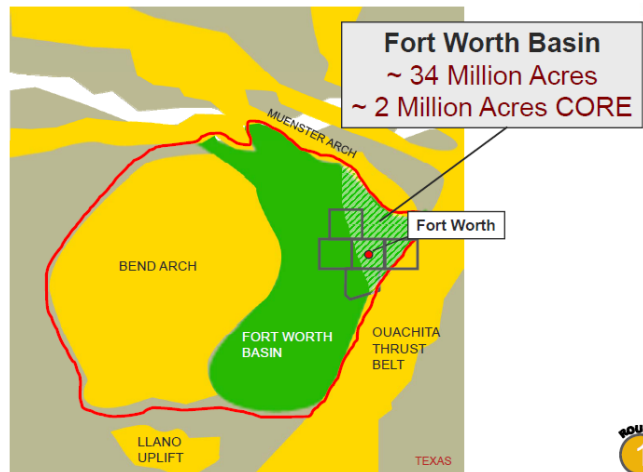 Fort Worth Basin
~ 34 Million Acres
~ 2 Million Acres CORE
MUENSTER ARCH
Fort Worth
BEND ARCH
OUACHITA
THRUST
BELT
FORT WORTH
BASIN
LLANO
UPLIFT
TEXAS